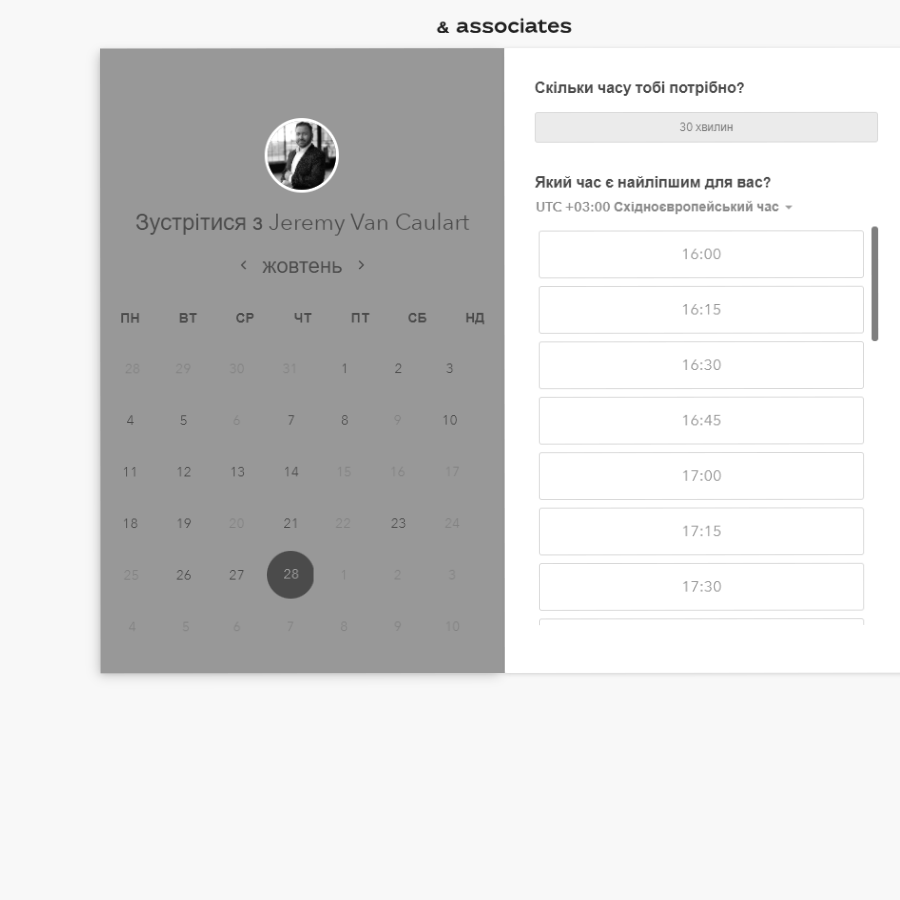 & associates
Зустрітися з Jeremy Van Caulart
жовтень
ПН ВТ СР ЧТ ПТ СБ НД
28 29 30 31 1 2 3
4 5 6 7 8 9 10
11 12 13 14 15 16 17
18 19 20 21 22 23 24
25 26 27 28 1 2 3
4 5 6 7 8 9 10
Скільки часу тобі потрібно?
30 хвилин
Який час є найліпшим для вас?
UTC +03:00 Східноєвропейський час
16:00
16:15
16:30
16:45
17:00
17:15
17:30